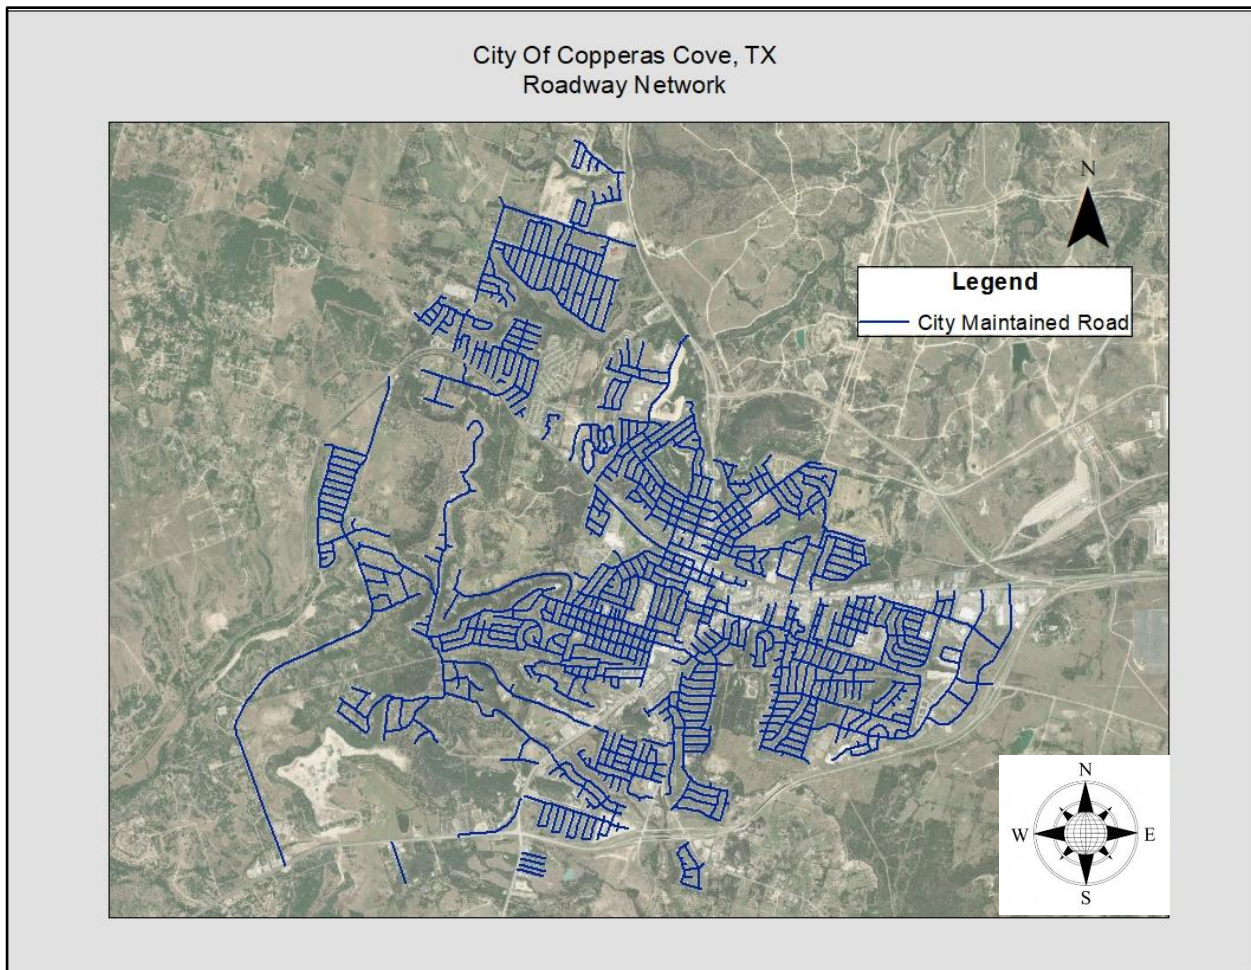 City Of Copperas Cove, TX
Roadway Network
N
Legend
City Maintained Road
N
W E
S